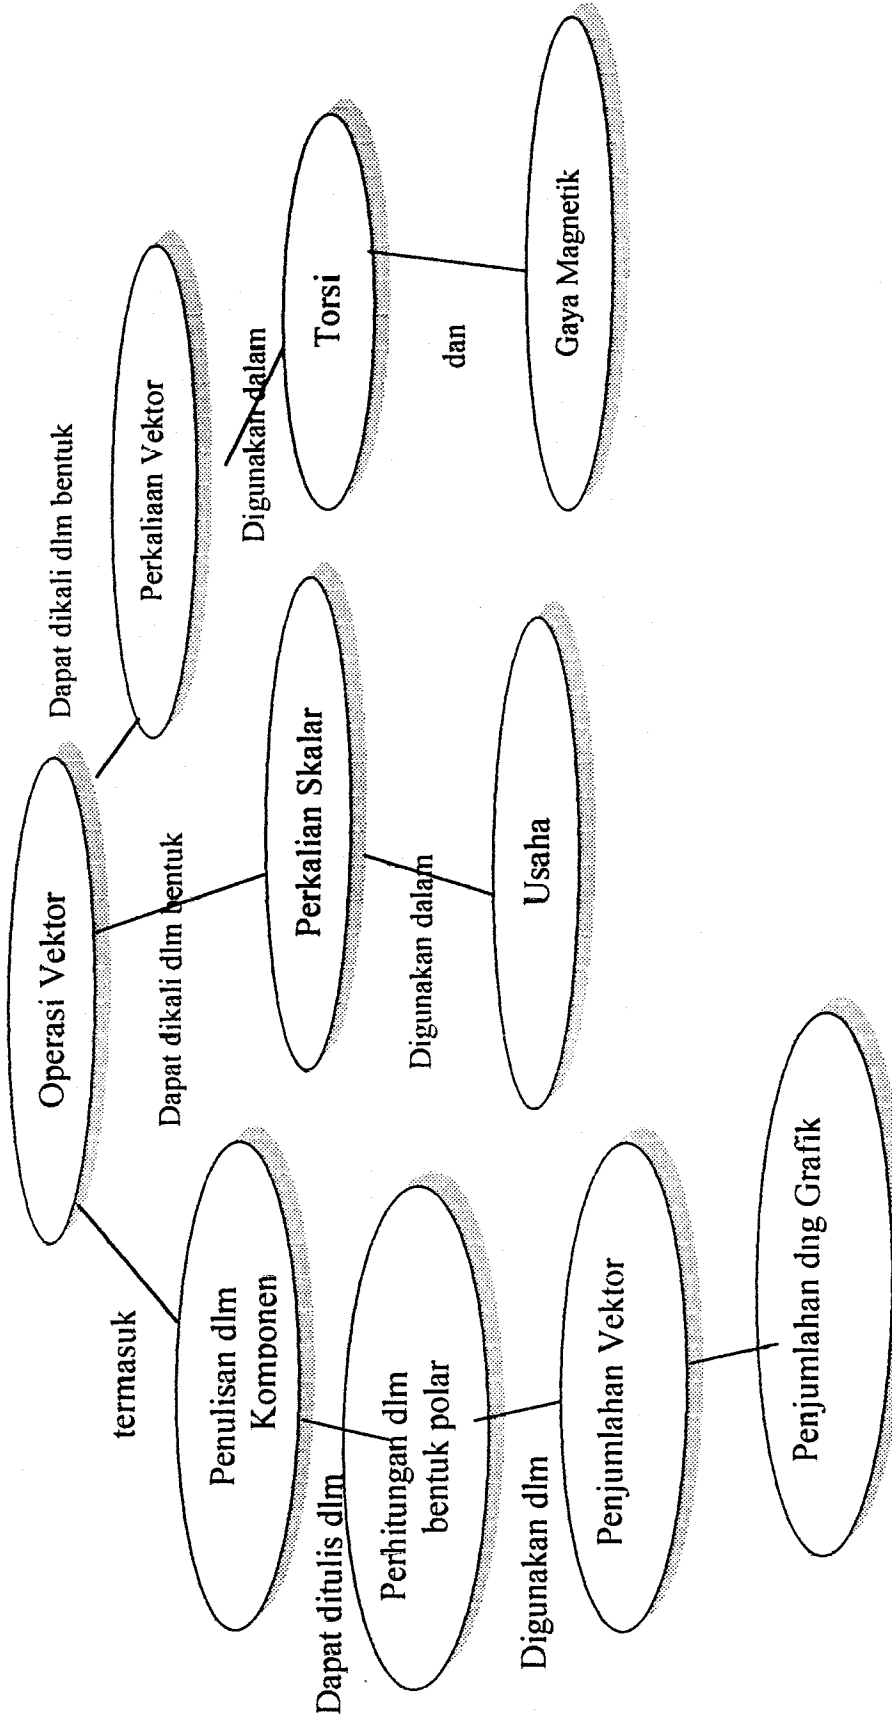 Operasi Vektor
termasuk
Dapat dikali dlm bentuk
Dapat dikali dlm bentuk
Penulisan dlm
Komponen
Perkalian Skalar
Perkaliaan Vektor
Dapat ditulis dlm
Digunakan dalam
Digunakan dalam
Perhitungan dlm
bentuk polar
Usaha
Torsi
Digunakan dlm
dan
Penjumlahan Vektor
Gaya Magnetik
Penjumlahan dng Grafik